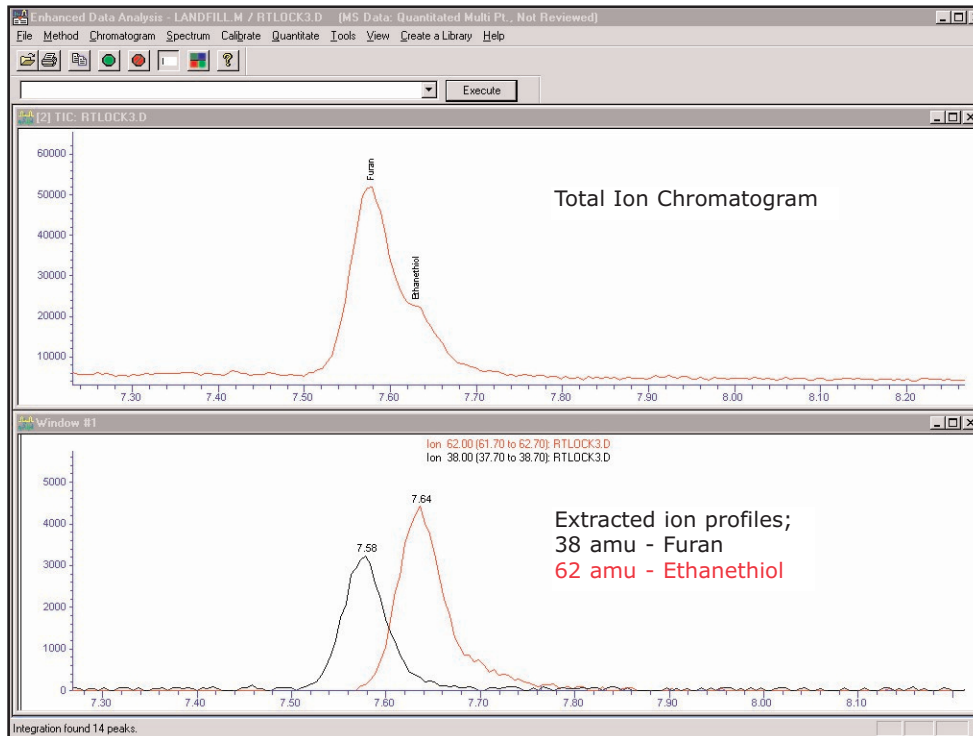 Enhanced Data Analysis - LANDFILL.M / RTLOCK3.D (MS Data: Quantitated Multi Pt., Not Reviewed)
File Method Chromatogram Spectrum Calibrate Quantitate Tools View Create a Library Help
Execute
[2] TIC: RTLOCK3.D
60000
50000
40000
30000
20000
10000
Furan
Ethanethiol
Total Ion Chromatogram
7.30 7.40 7.50 7.60 7.70 7.80 7.90 8.00 8.10 8.20
Window #1
Ion 62.00 (61.70 to 62.70): RTLOCK3.D
Ion 38.00 (37.70 to 38.70): RTLOCK3.D
5000
4000
3000
2000
1000
0
7.58
7.64
Extracted ion profiles;
38 amu - Furan
62 amu - Ethanethiol
7.30 7.40 7.50 7.60 7.70 7.80 7.90 8.00 8.10
Integration found 14 peaks.